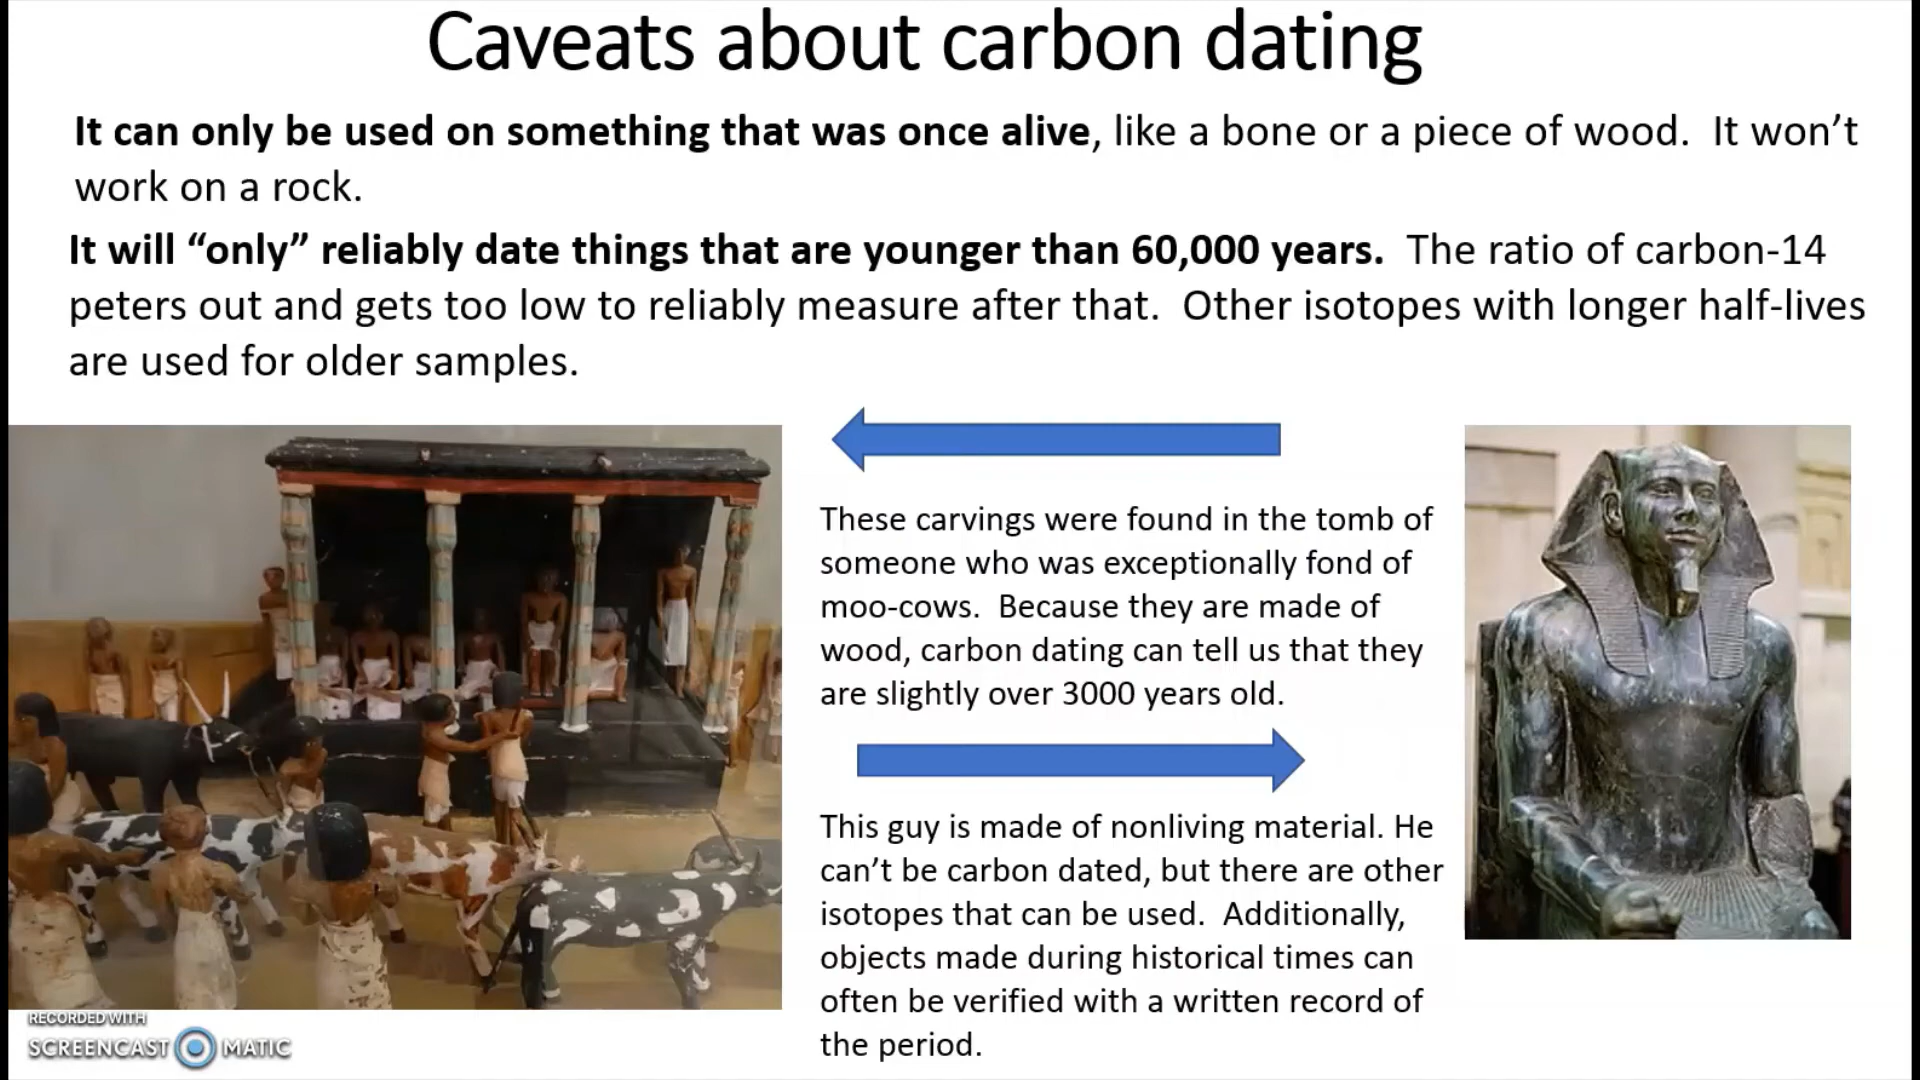 Caveats about carbon dating
It can only be used on something that was once alive, like a bone or a piece of wood.  It won’t
work on a rock.
It will “only” reliably date things that are younger than 60,000 years.  The ratio of carbon-14
peters out and gets too low to reliably measure after that.  Other isotopes with longer half-lives
are used for older samples.
These carvings were found in the tomb of
someone who was exceptionally fond of
moo-cows.  Because they are made of
wood, carbon dating can tell us that they
are slightly over 3000 years old.
This guy is made of nonliving material. He
can’t be carbon dated, but there are other
isotopes that can be used.  Additionally,
objects made during historical times can
often be verified with a written record of
the period.
RECORDED WITH
SCREENCAST MATIC